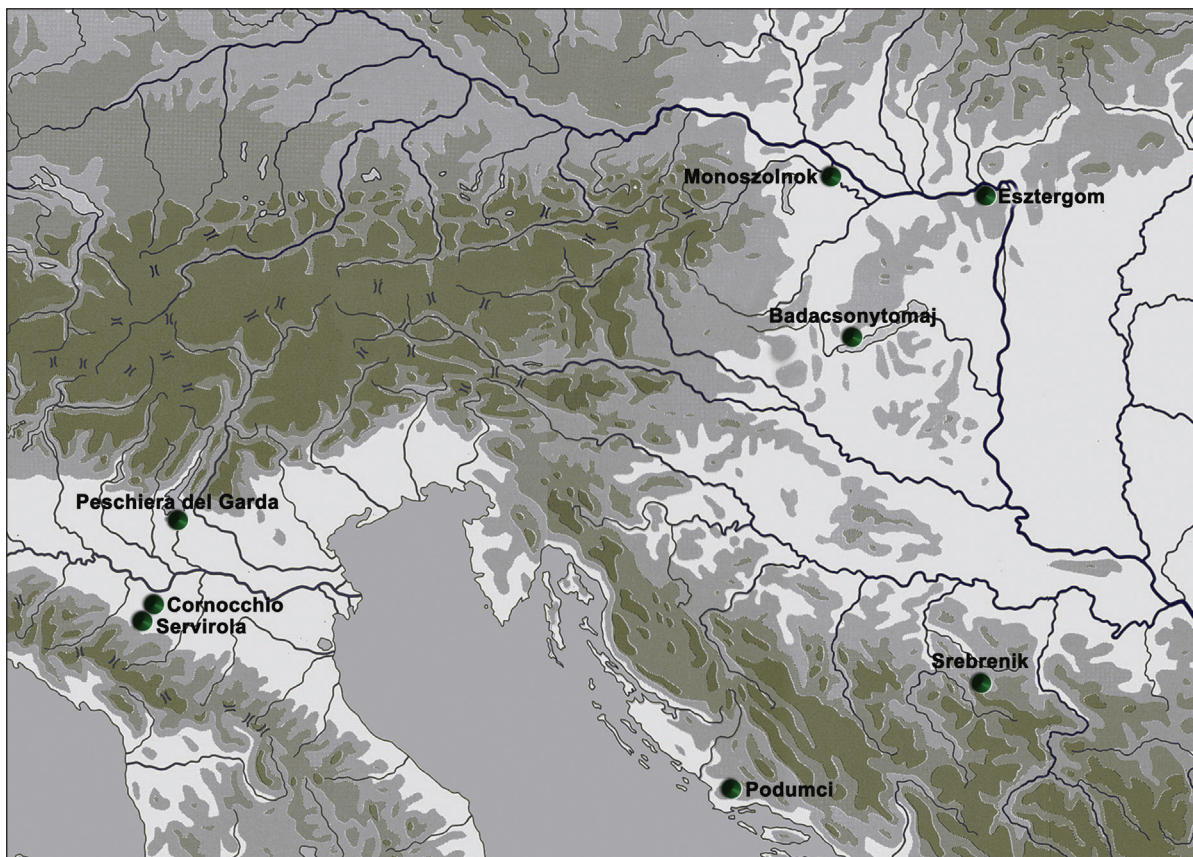 Monoszolnok
Esztergom
Badacsonytomaj
Peschiera del Garda
Cornocchio
Servirola
Srebrenik
Podumci